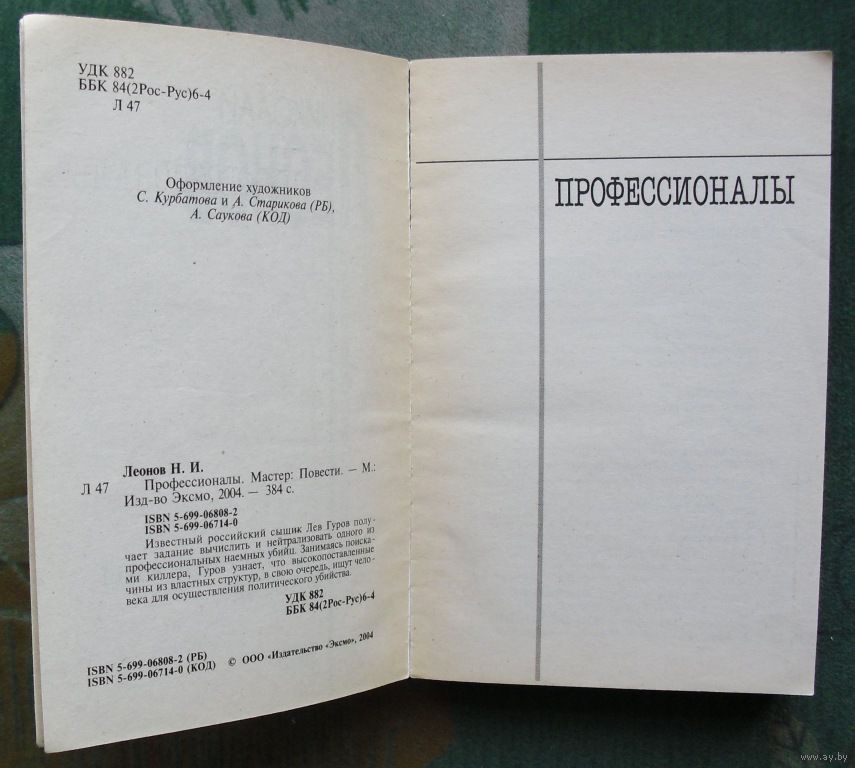 УДК 882
ББК 84(2Рос-Рус)6-4
Л 47
Оформление художников
С. Курбатова и А. Старикова (РБ),
А. Саукова (КОД)
Леонов Н. И.
Л 47 Профессионалы. Мастер: Повести. — М.:
Изд-во Эксмо, 2004. — 384 с.
ISBN 5-699-06808-2
ISBN 5-699-06714-0
Известный российский сыщик Лев Гуров полу-
чает задание вычислить и нейтрализовать одного из
профессиональных наемных убийц. Занимаясь поиска-
ми киллера, Гуров узнает, что высокопоставленные
чины из властных структур, в свою очередь, ищут чело-
века для осуществления политического убийства.
УДК 882
ББК 84(2Рос-Рус)6-4
ISBN 5-699-06808-2 (РБ)
ISBN 5-699-06714-0 (КОД)
© ООО «Издательство «Эксмо», 2004
ПРОФЕССИОНАЛЫ
www.ay.by